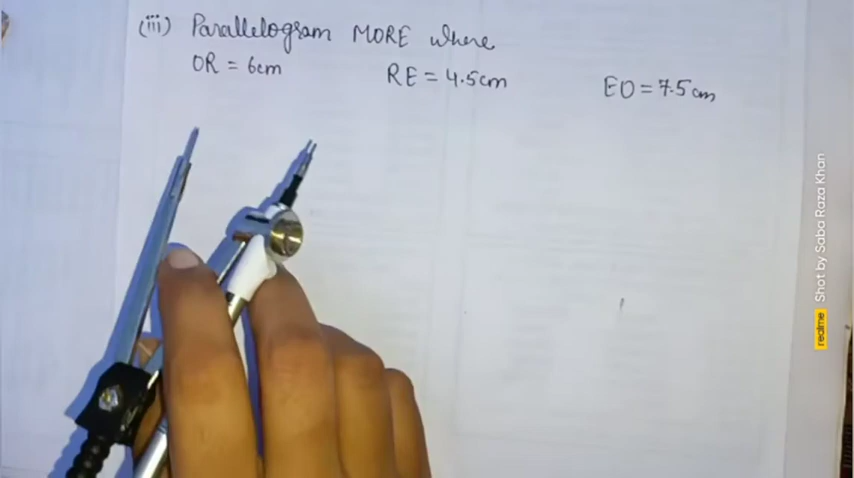 (iii) Parallelogram MORE where
OR = 6cm RE = 4.5cm EO = 7.5cm
realme Shot by Saba Raza Khan